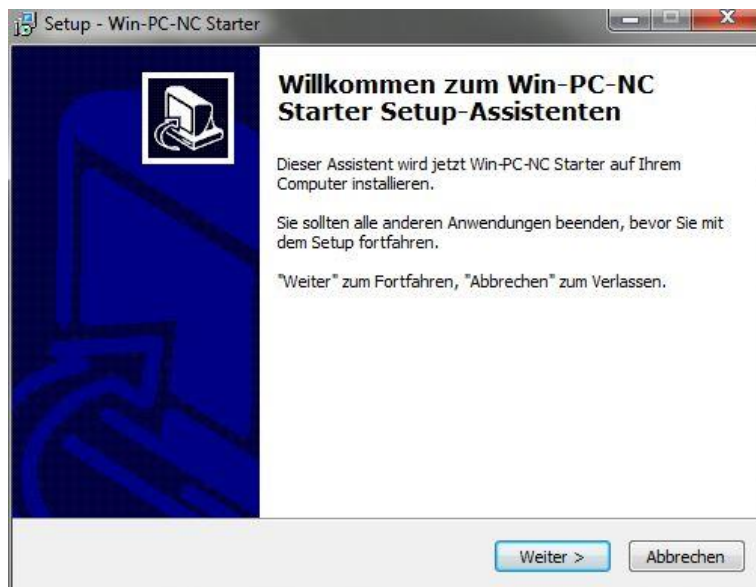 Setup - Win-PC-NC Starter
Willkommen zum Win-PC-NC
Starter Setup-Assistenten
Dieser Assistent wird jetzt Win-PC-NC Starter auf Ihrem
Computer installieren.
Sie sollten alle anderen Anwendungen beenden, bevor Sie mit
dem Setup fortfahren.
"Weiter" zum Fortfahren, "Abbrechen" zum Verlassen.
Weiter >
Abbrechen